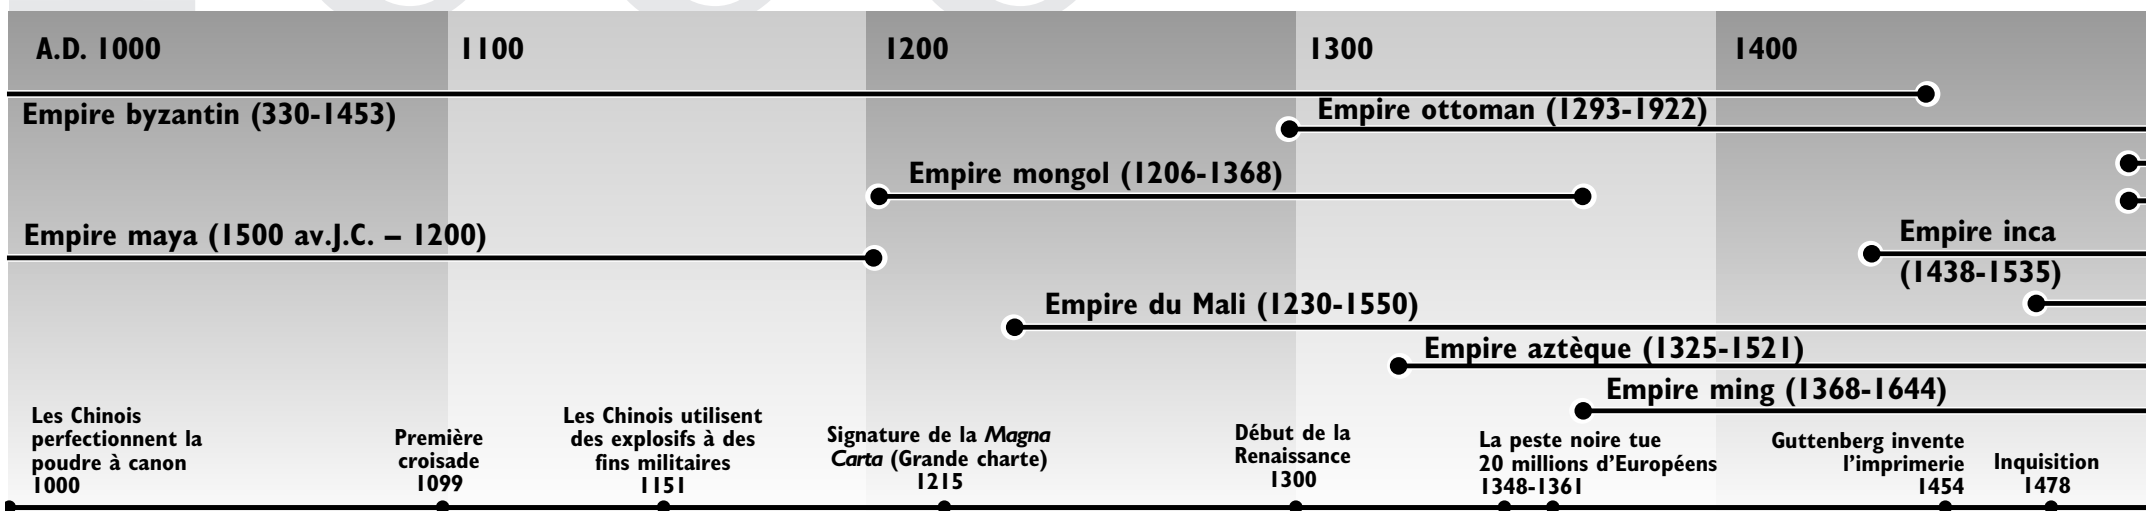 A.D. 1000
1100
1200
1300
1400
Empire byzantin (330-1453)
Empire ottoman (1293-1922)
Empire mongol (1206-1368)
Empire maya (1500 av.J.C. – 1200)
Empire inca
(1438-1535)
Empire du Mali (1230-1550)
Empire aztèque (1325-1521)
Empire ming (1368-1644)
Les Chinois
perfectionnent la
poudre à canon
1000
Première
croisade
1099
Les Chinois utilisent
des explosifs à des
fins militaires
1151
Signature de la Magna
Carta (Grande charte)
1215
Début de la
Renaissance
1300
La peste noire tue
20 millions d'Européens
1348-1361
Guttenberg invente
l'imprimerie
1454
Inquisition
1478